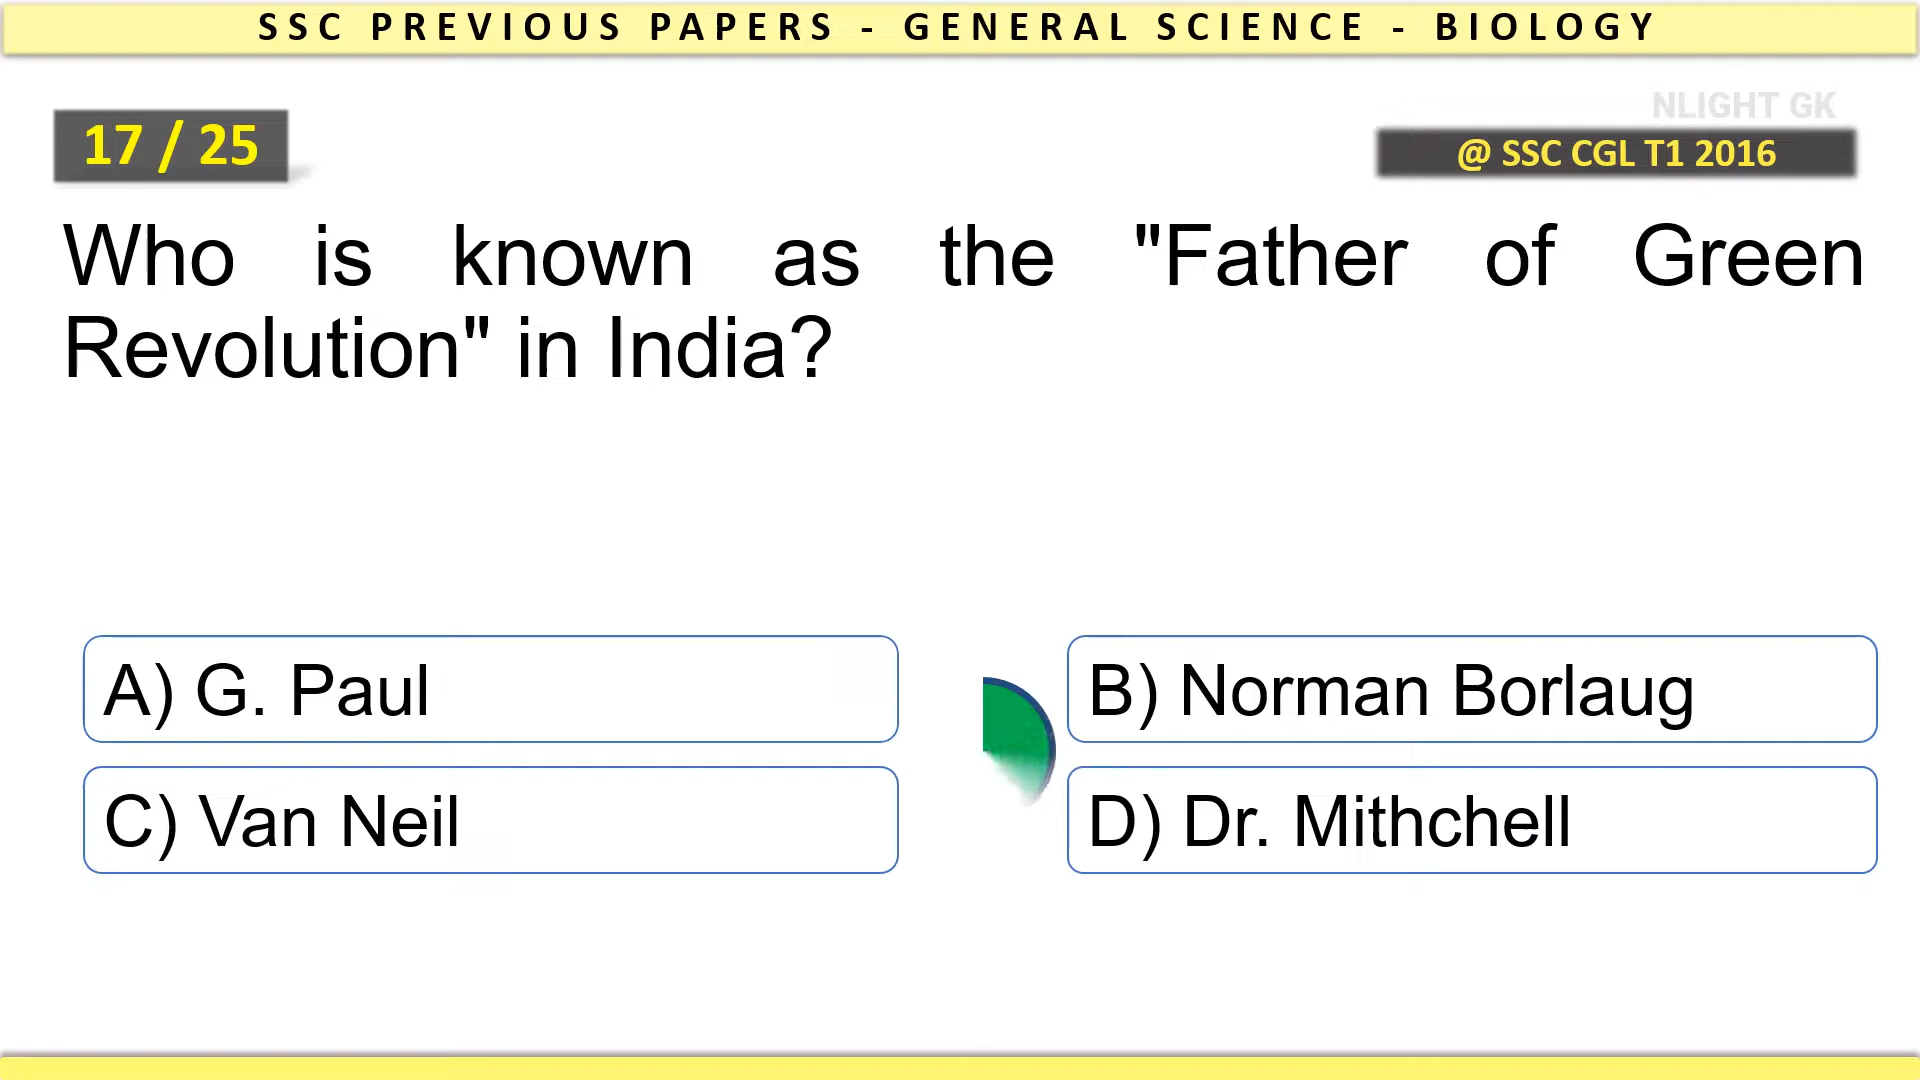 SSC PREVIOUS PAPERS - GENERAL SCIENCE - BIOLOGY
NLIGHT GK
17 / 25
@ SSC CGL T1 2016
Who is known as the "Father of Green
Revolution" in India?
A) G. Paul
B) Norman Borlaug
C) Van Neil
D) Dr. Mithchell